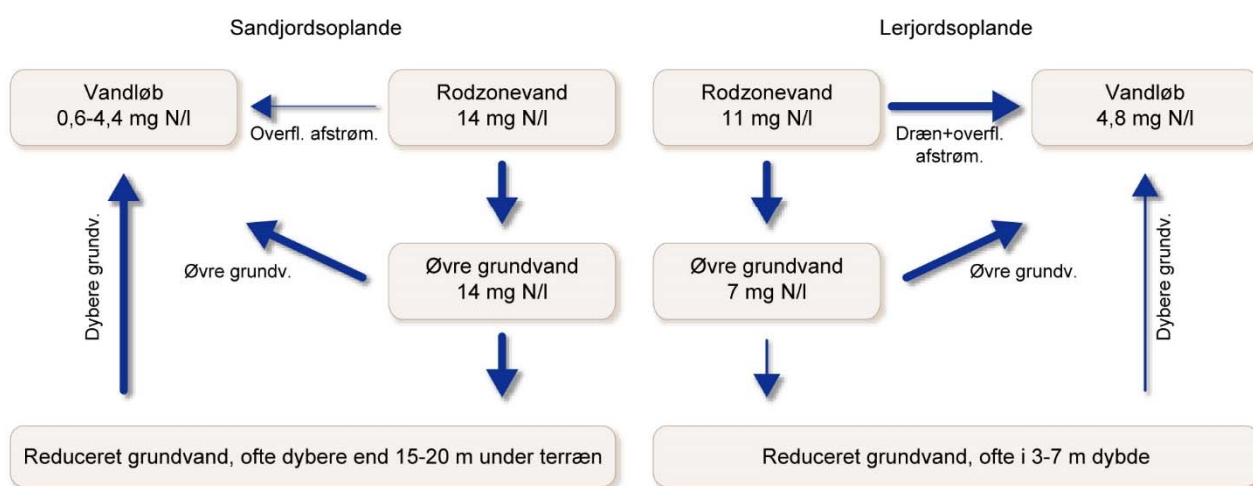 Sandjordsoplande
Vandløb
0,6-4,4 mg N/l
Overfl. afstrøm.
Rodzonevand
14 mg N/l
Dybere grundv.
Øvre grundv.
Øvre grundvand
14 mg N/l
Reduceret grundvand, ofte dybere end 15-20 m under terræn
Lerjordsoplande
Rodzonevand
11 mg N/l
Dræn+overfl.
afstrøm.
Vandløb
4,8 mg N/l
Øvre grundvand
7 mg N/l
Øvre grundv.
Dybere grundv.
Reduceret grundvand, ofte i 3-7 m dybde